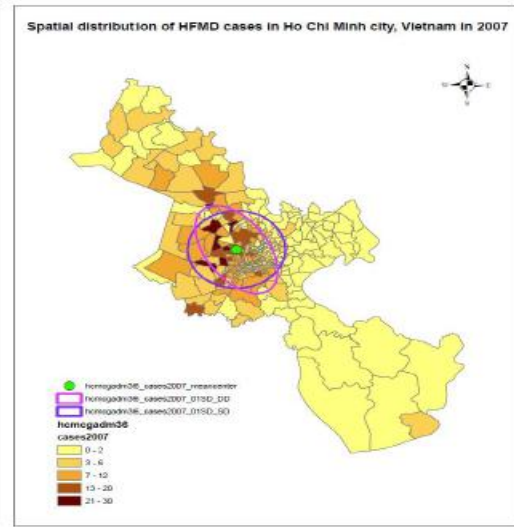 Spatial distribution of HFMD cases in Ho Chi Minh city, Vietnam in 2007
N
W E
S
hcmcgadm36_cases2007_meancenter
hcmcgadm36_cases2007_01SD_DD
hcmcgadm36_cases2007_01SD_SD
hcmcgadm36
cases2007
0 - 2
3 - 6
7 - 12
13 - 20
21 - 30